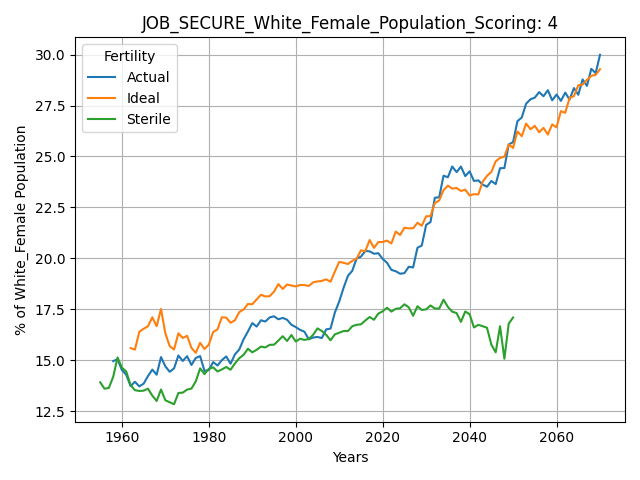 JOB_SECURE_White_Female_Population_Scoring: 4
Fertility
Actual
Ideal
Sterile
% of White_Female Population
30.0
27.5
25.0
22.5
20.0
17.5
15.0
12.5
1960 1980 2000 2020 2040 2060
Years